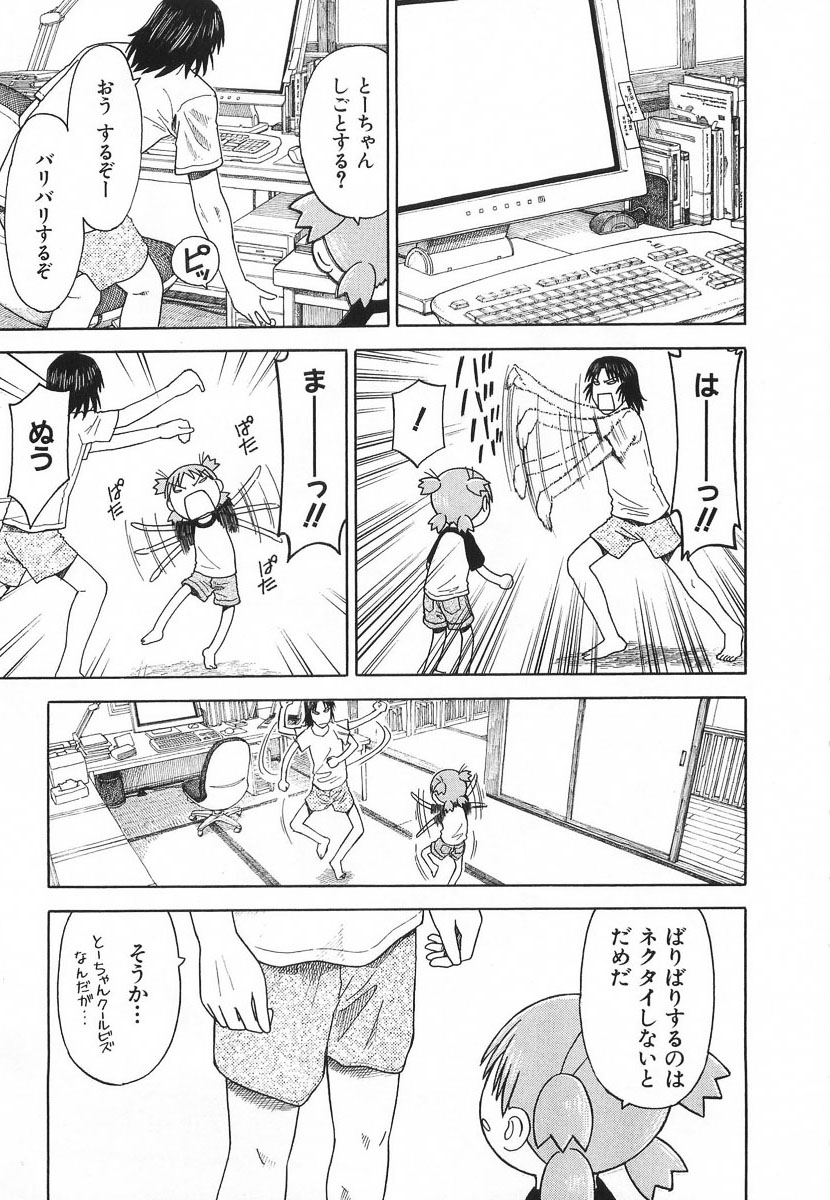 とーちゃん
しごとする?
ピッ
おう するぞー
バリバリするぞ
はーーっ!!
バババババ
!
まーーっ!!
ぱた
ぱた
ぱた
ぬう
ばりばりするのは
ネクタイしないと
だめだ
そうか…
とーちゃんクールビズ
なんだが…